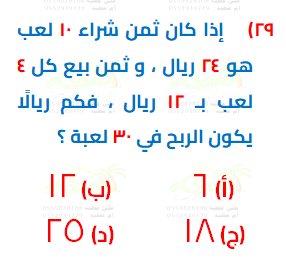 ٢٩) إذا كان ثمن شراء ١٠ لعب
هو ٢٤ ريال ، و ثمن بيع كل ٤
لعب بـ ١٢ ريال ، فكم ريالًا
يكون الربح في ٣٠ لعبة ؟
(أ) ٦ (ب) ١٢
(ج) ١٨ (د) ٢٥